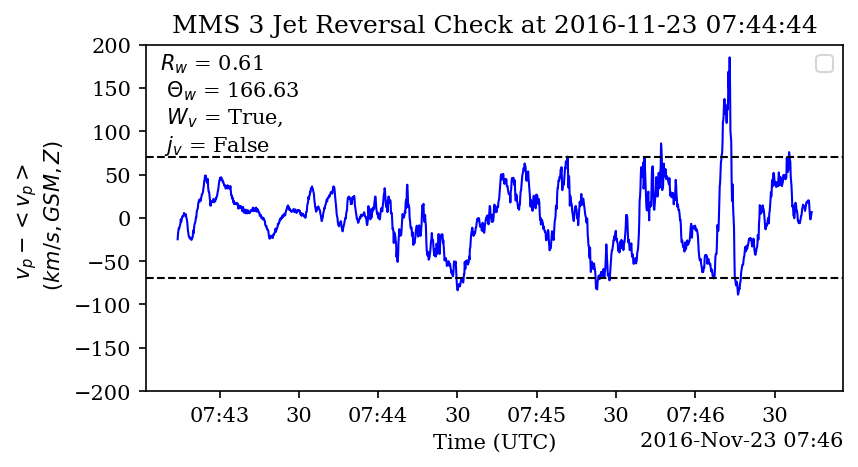 MMS 3 Jet Reversal Check at 2016-11-23 07:44:44
R_w = 0.61
Θ_w = 166.63
W_v = True,
j_v = False
v_p − < v_p >
(km/s, GSM, Z)
200
150
100
50
0
−50
−100
−150
−200
07:43 30 07:44 30 07:45 30 07:46 30
Time (UTC)
2016-Nov-23 07:46